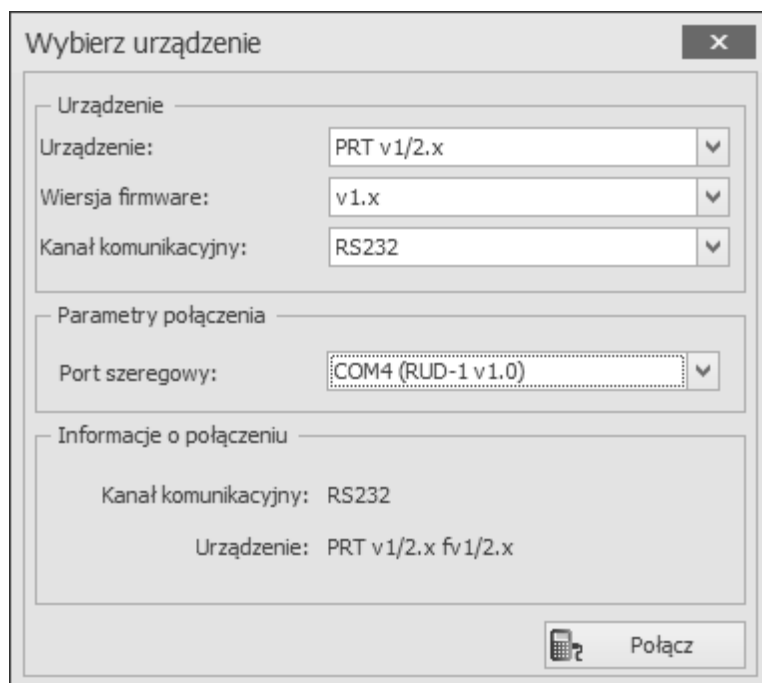 Wybierz urządzenie
Urządzenie
Urządzenie: PRT v1/2.x
Wiersja firmware: v1.x
Kanał komunikacyjny: RS232
Parametry połączenia
Port szeregowy: COM4 (RUD-1 v1.0)
Informacje o połączeniu
Kanał komunikacyjny: RS232
Urządzenie: PRT v1/2.x fv1/2.x
Połącz